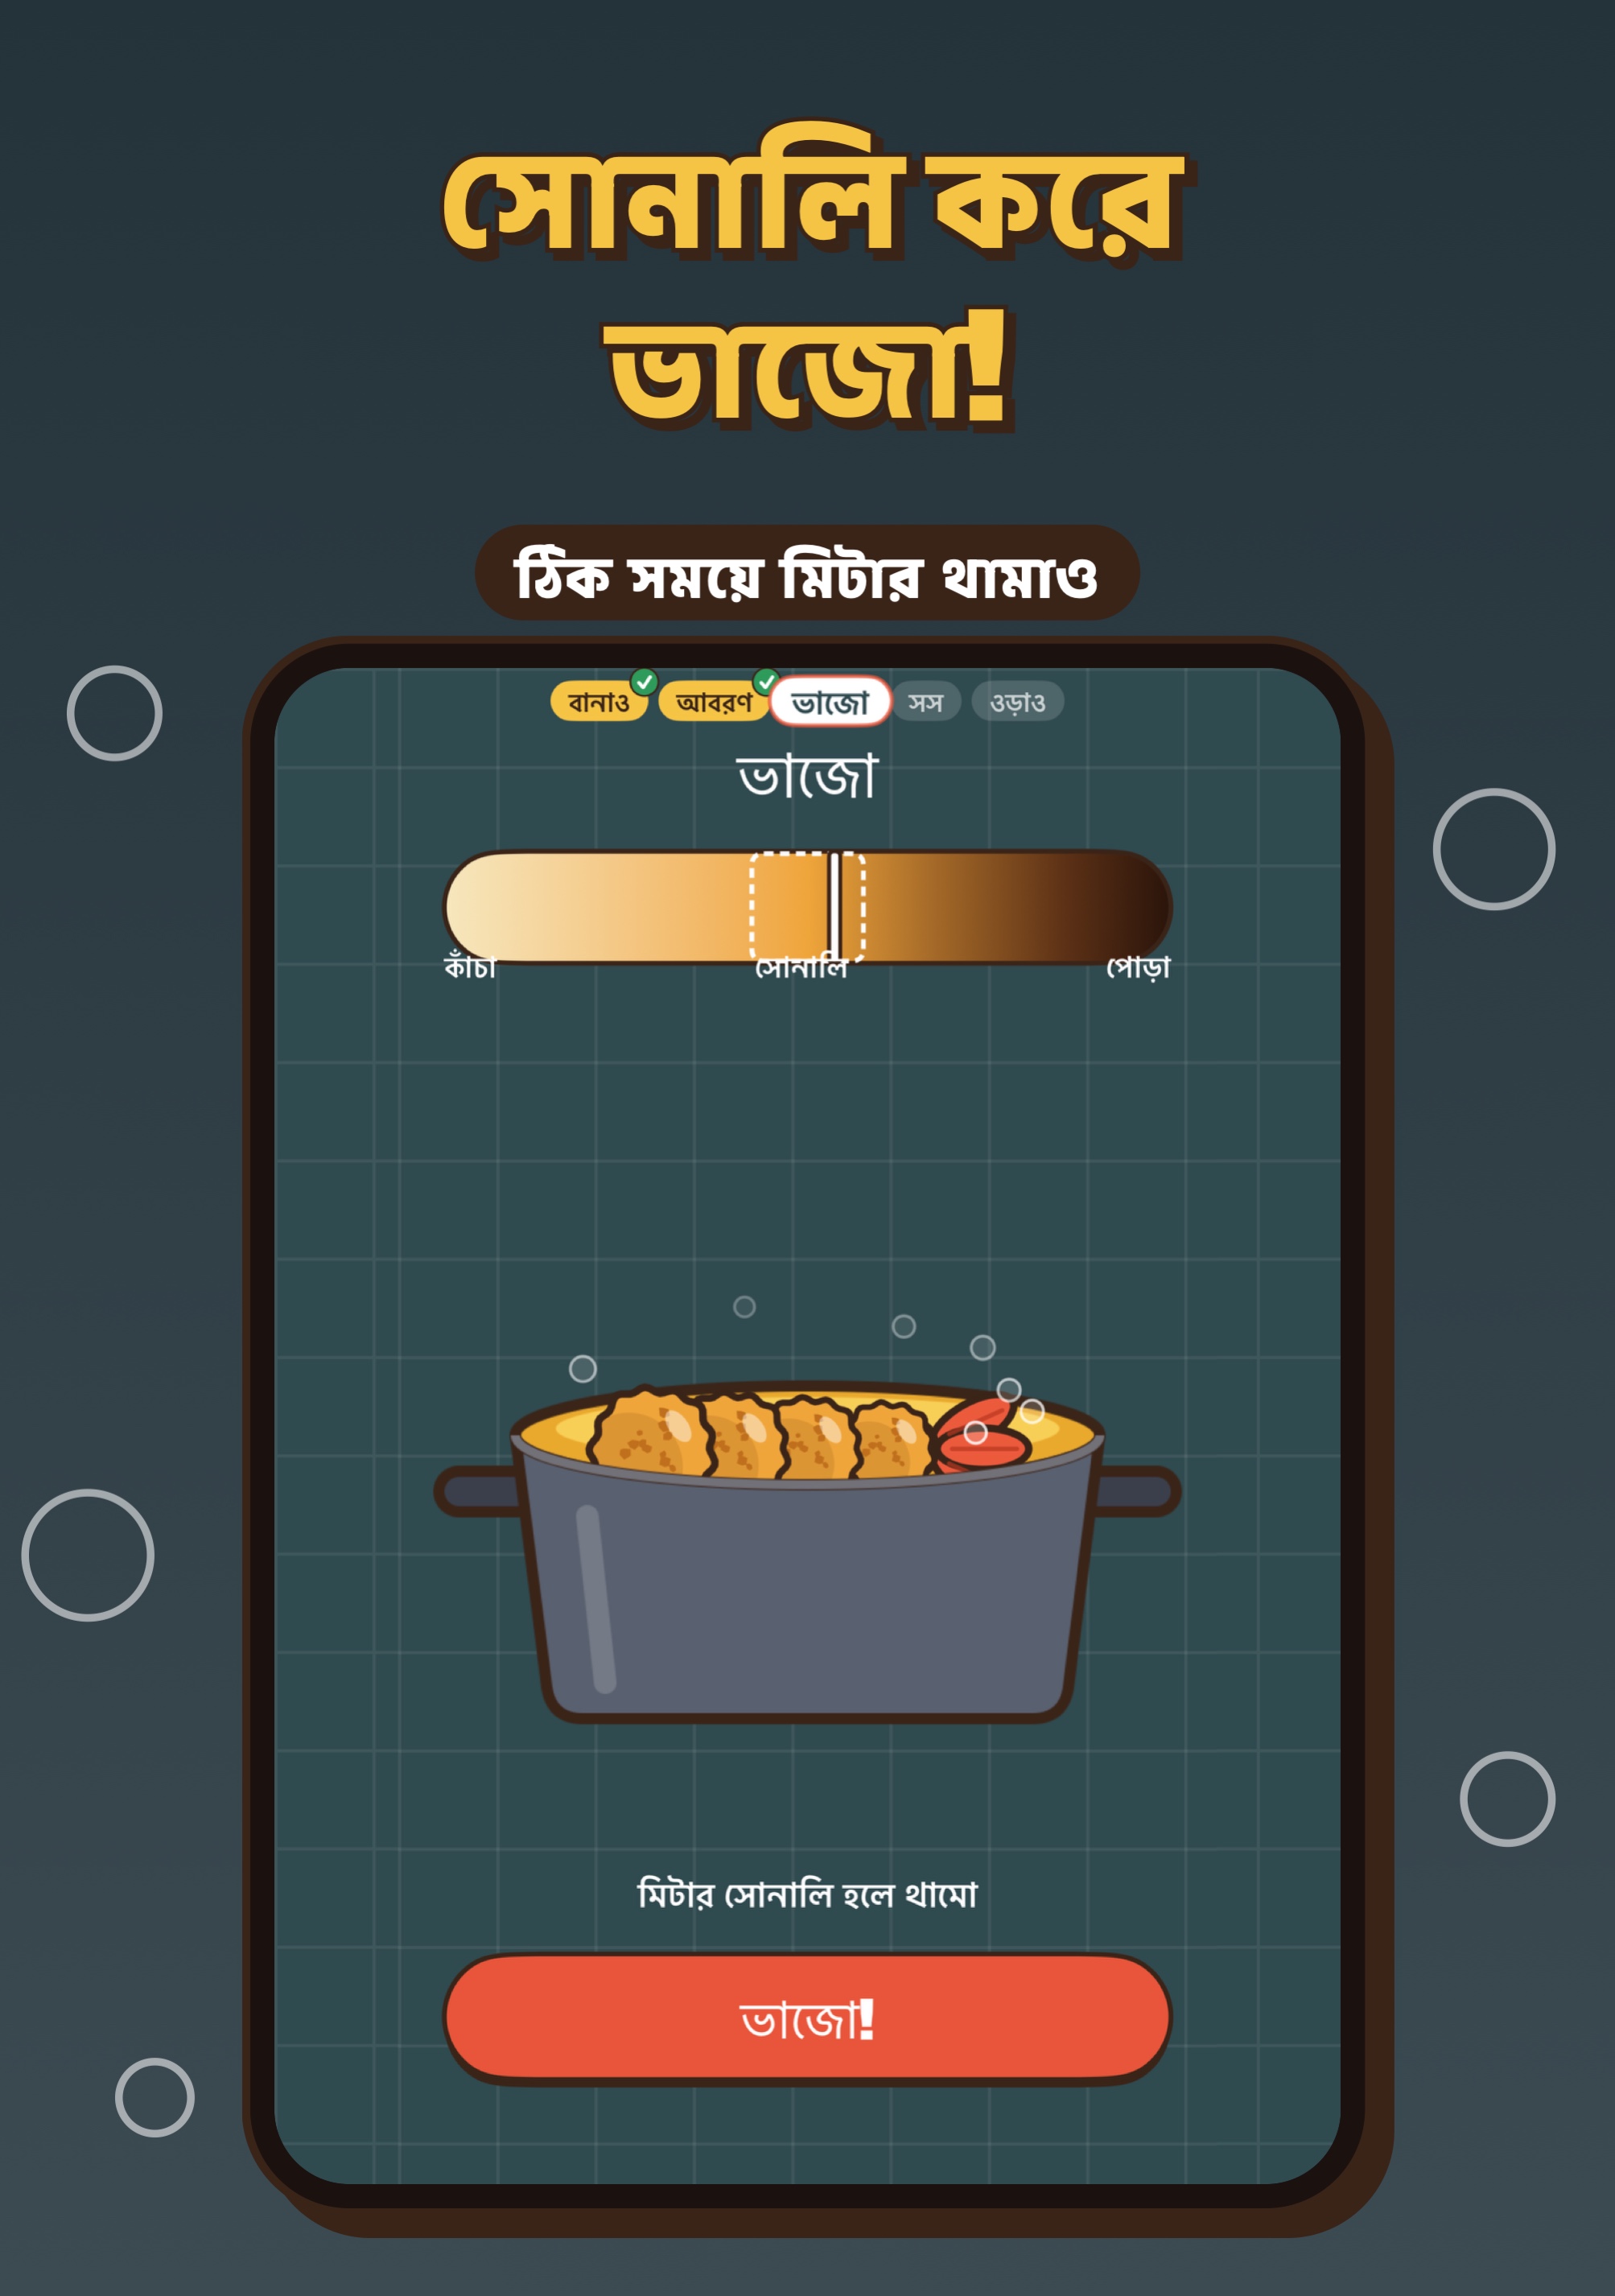 সোনালি করে
ভাজো!
ঠিক সময়ে মিটার থামাও
বানাও আবরণ ভাজো সস ওড়াও
ভাজো
কাঁচা সোনালি পোড়া
মিটার সোনালি হলে থামো
ভাজো!